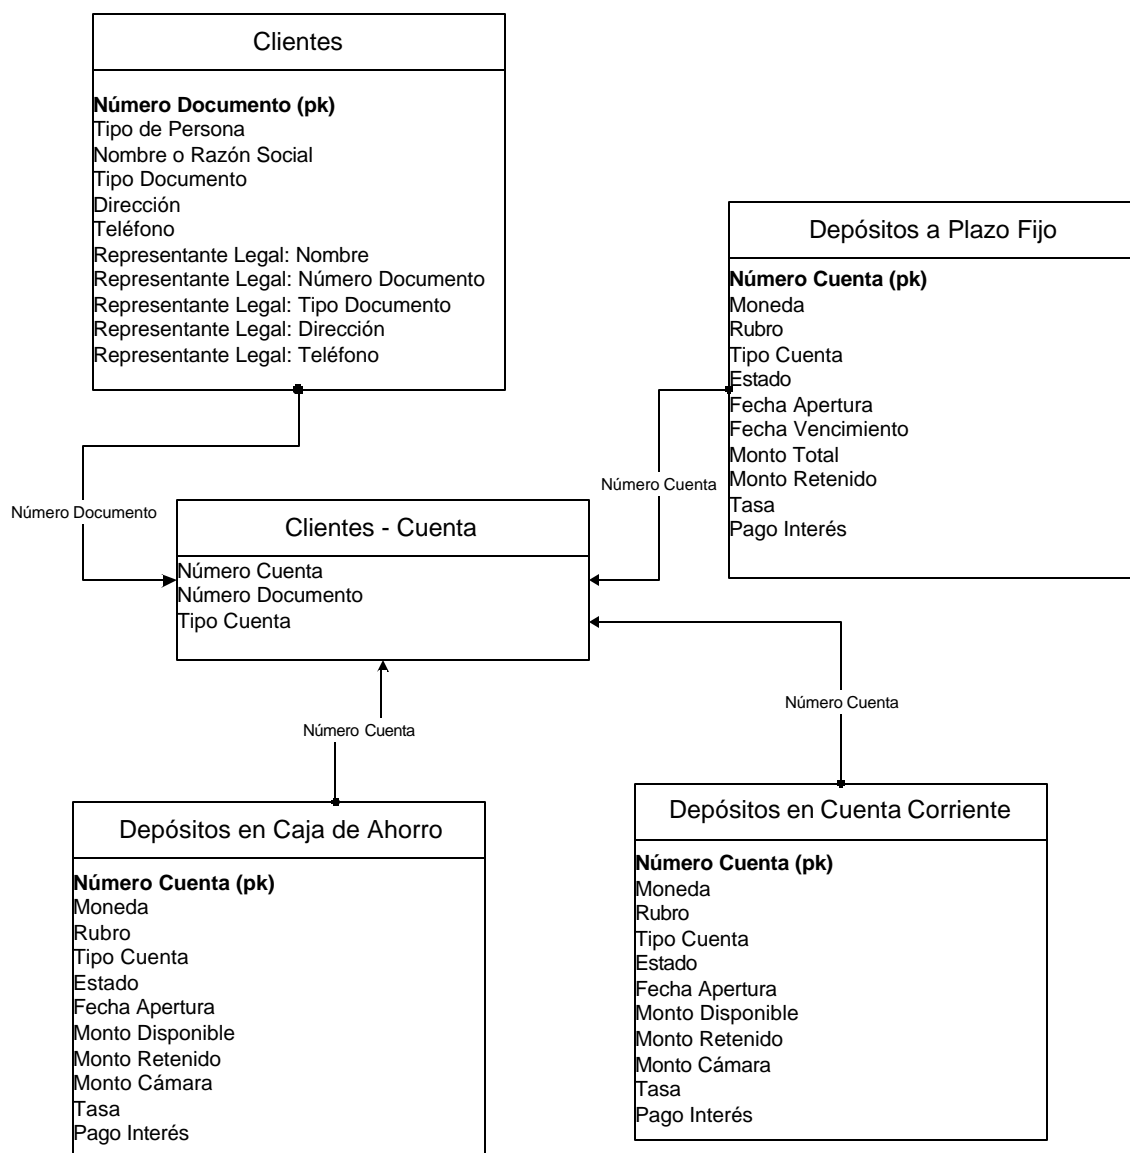 Clientes
Número Documento (pk)
Tipo de Persona
Nombre o Razón Social
Tipo Documento
Dirección
Teléfono
Representante Legal: Nombre
Representante Legal: Número Documento
Representante Legal: Tipo Documento
Representante Legal: Dirección
Representante Legal: Teléfono
Depósitos a Plazo Fijo
Número Cuenta (pk)
Moneda
Rubro
Tipo Cuenta
Estado
Fecha Apertura
Fecha Vencimiento
Monto Total
Monto Retenido
Tasa
Pago Interés
Número Cuenta
Número Documento
Clientes - Cuenta
Número Cuenta
Número Documento
Tipo Cuenta
Número Cuenta
Número Cuenta
Depósitos en Caja de Ahorro
Número Cuenta (pk)
Moneda
Rubro
Tipo Cuenta
Estado
Fecha Apertura
Monto Disponible
Monto Retenido
Monto Cámara
Tasa
Pago Interés
Depósitos en Cuenta Corriente
Número Cuenta (pk)
Moneda
Rubro
Tipo Cuenta
Estado
Fecha Apertura
Monto Disponible
Monto Retenido
Monto Cámara
Tasa
Pago Interés